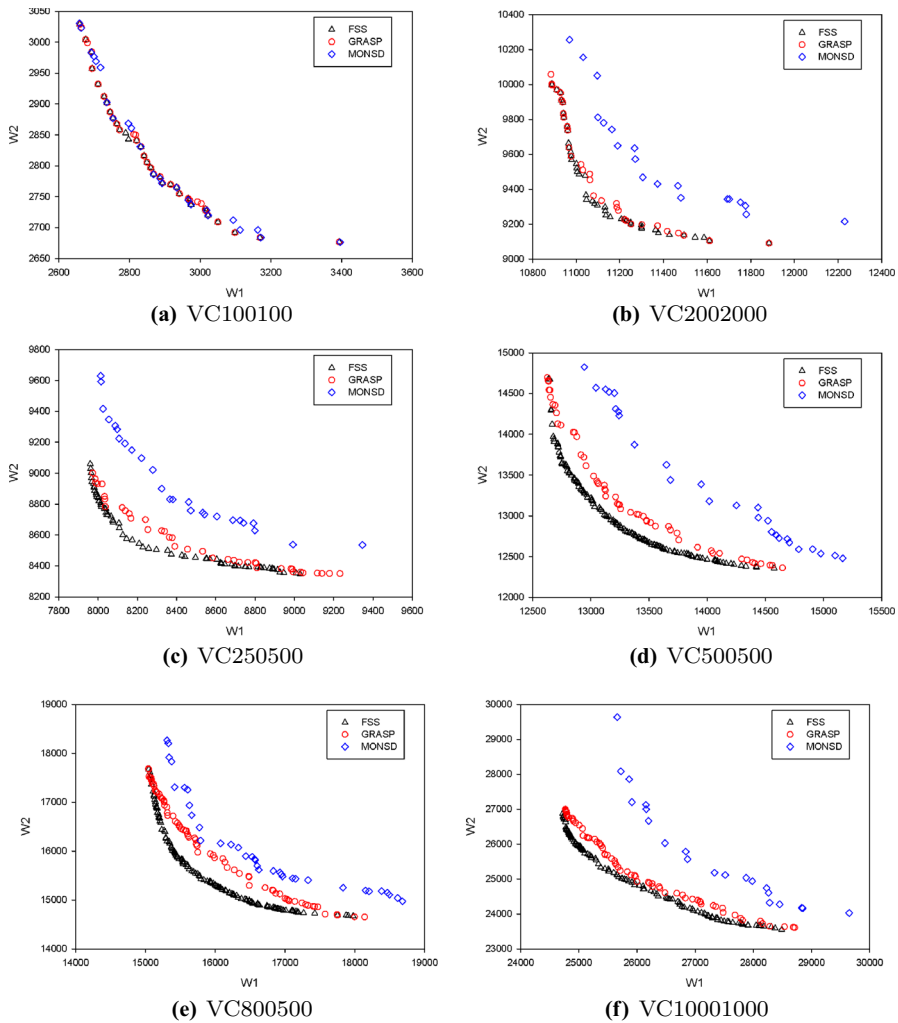 3050
3000
2950
2900
2850
2800
2750
2700
2650
W2
2600 2800 3000 3200 3400 3600
W1
FSS
GRASP
MONSD
(a) VC100100
10400
10200
10000
9800
9600
9400
9200
9000
W2
10800 11000 11200 11400 11600 11800 12000 12200 12400
W1
FSS
GRASP
MONSD
(b) VC2002000
9800
9600
9400
9200
9000
8800
8600
8400
8200
W2
7800 8000 8200 8400 8600 8800 9000 9200 9400 9600
W1
FSS
GRASP
MONSD
(c) VC250500
15000
14500
14000
13500
13000
12500
12000
W2
12500 13000 13500 14000 14500 15000 15500
W1
FSS
GRASP
MONSD
(d) VC500500
19000
18000
17000
16000
15000
14000
W2
14000 15000 16000 17000 18000 19000
W1
FSS
GRASP
MONSD
(e) VC800500
30000
29000
28000
27000
26000
25000
24000
23000
W2
24000 25000 26000 27000 28000 29000 30000
W1
FSS
GRASP
MONSD
(f) VC10001000